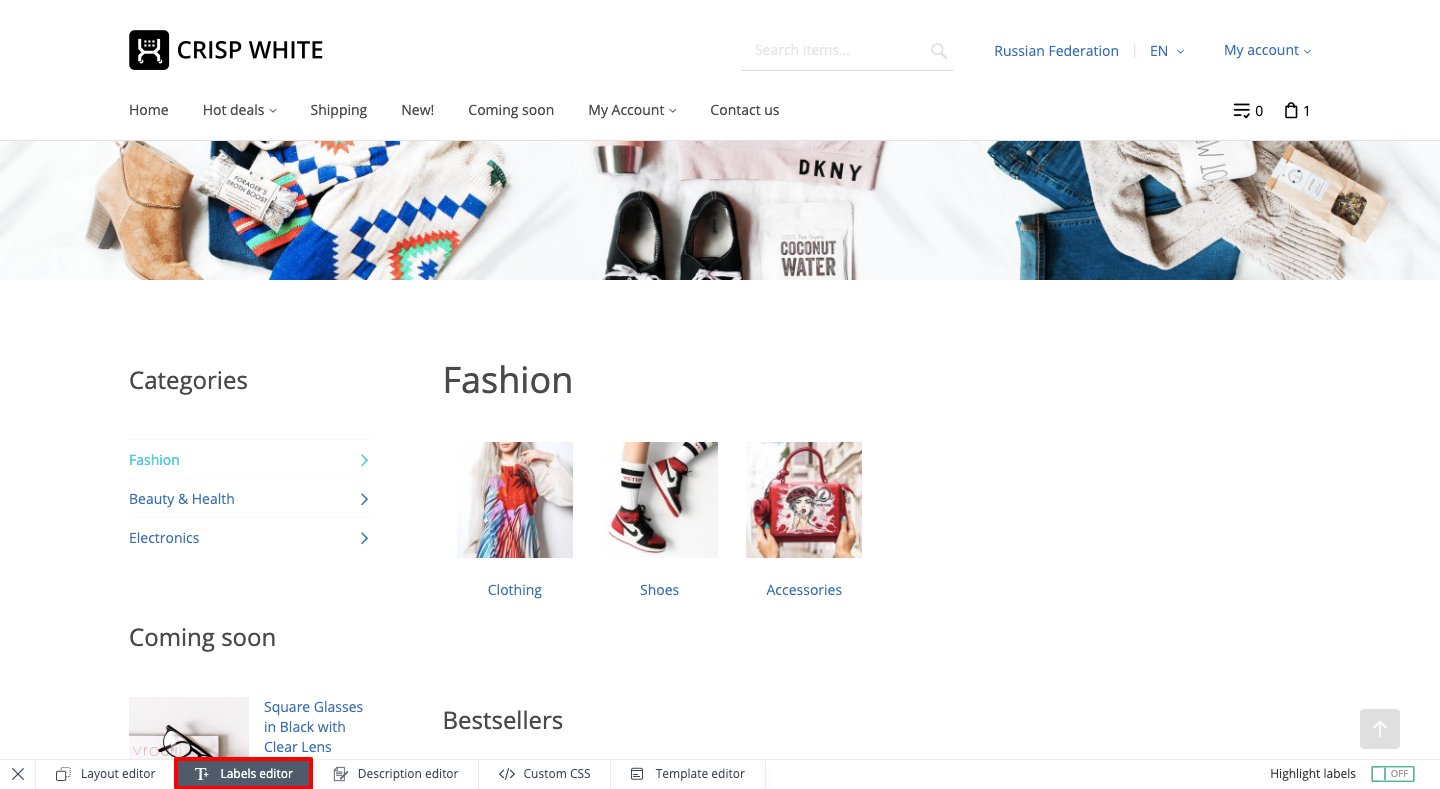 CRISP WHITE
Search items...
Russian Federation
EN
My account
Home
Hot deals
Shipping
New!
Coming soon
My Account
Contact us
0
1
FORAGER'S
BROTH BOOST
DKNY
COCONUT
WATER
Categories
Fashion
Beauty & Health
Electronics
Fashion
Clothing
Shoes
Accessories
Coming soon
Square Glasses
in Black with
Clear Lens
Bestsellers
Layout editor
Labels editor
Description editor
Custom CSS
Template editor
Highlight labels
OFF